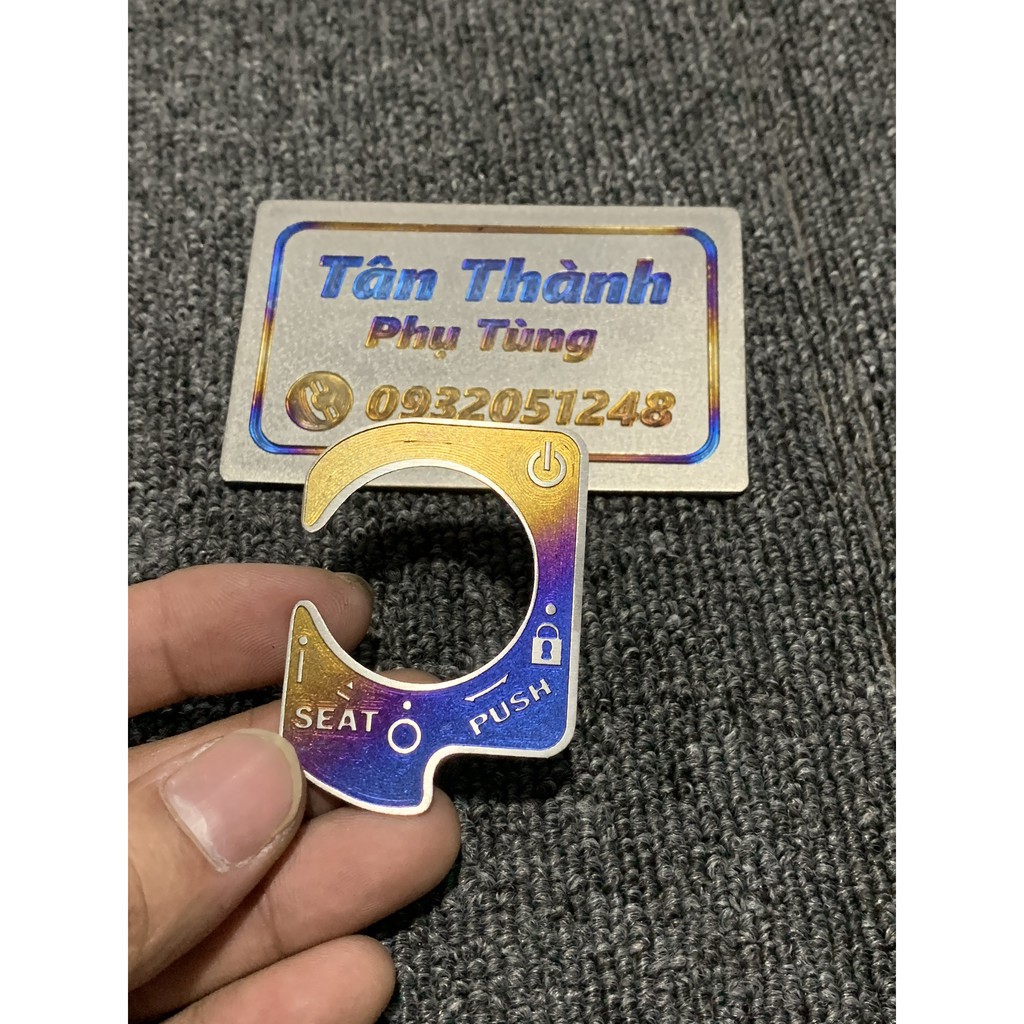 Tân Thành
Phụ Tùng
0932051248
SEAT
PUSH